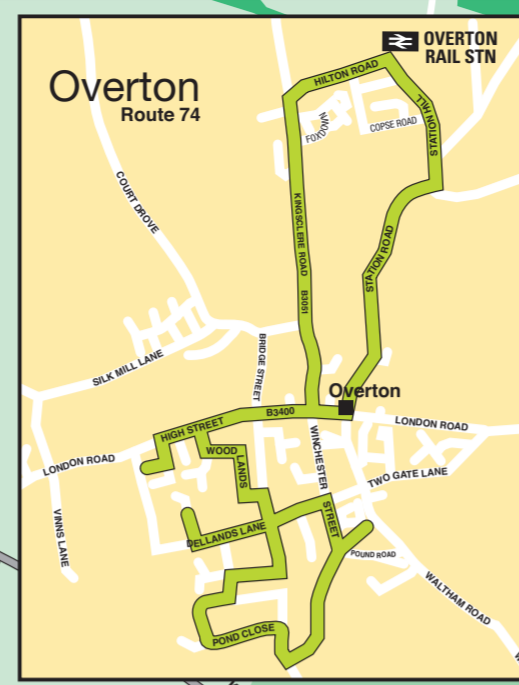 OVERTON
RAIL STN
Overton
Route 74
HILTON ROAD
FOXDOWN
COPSE ROAD
STATION HILL
COURT DROVE
KINGSCLERE ROAD
B3051
STATION ROAD
SILK MILL LANE
BRIDGE STREET
Overton
B3400
HIGH STREET
LONDON ROAD
LONDON ROAD
WOOD
LANDS
WINCHESTER
STREET
TWO GATE LANE
VINNS LANE
DELLANDS LANE
POUND ROAD
WALTHAM ROAD
POND CLOSE